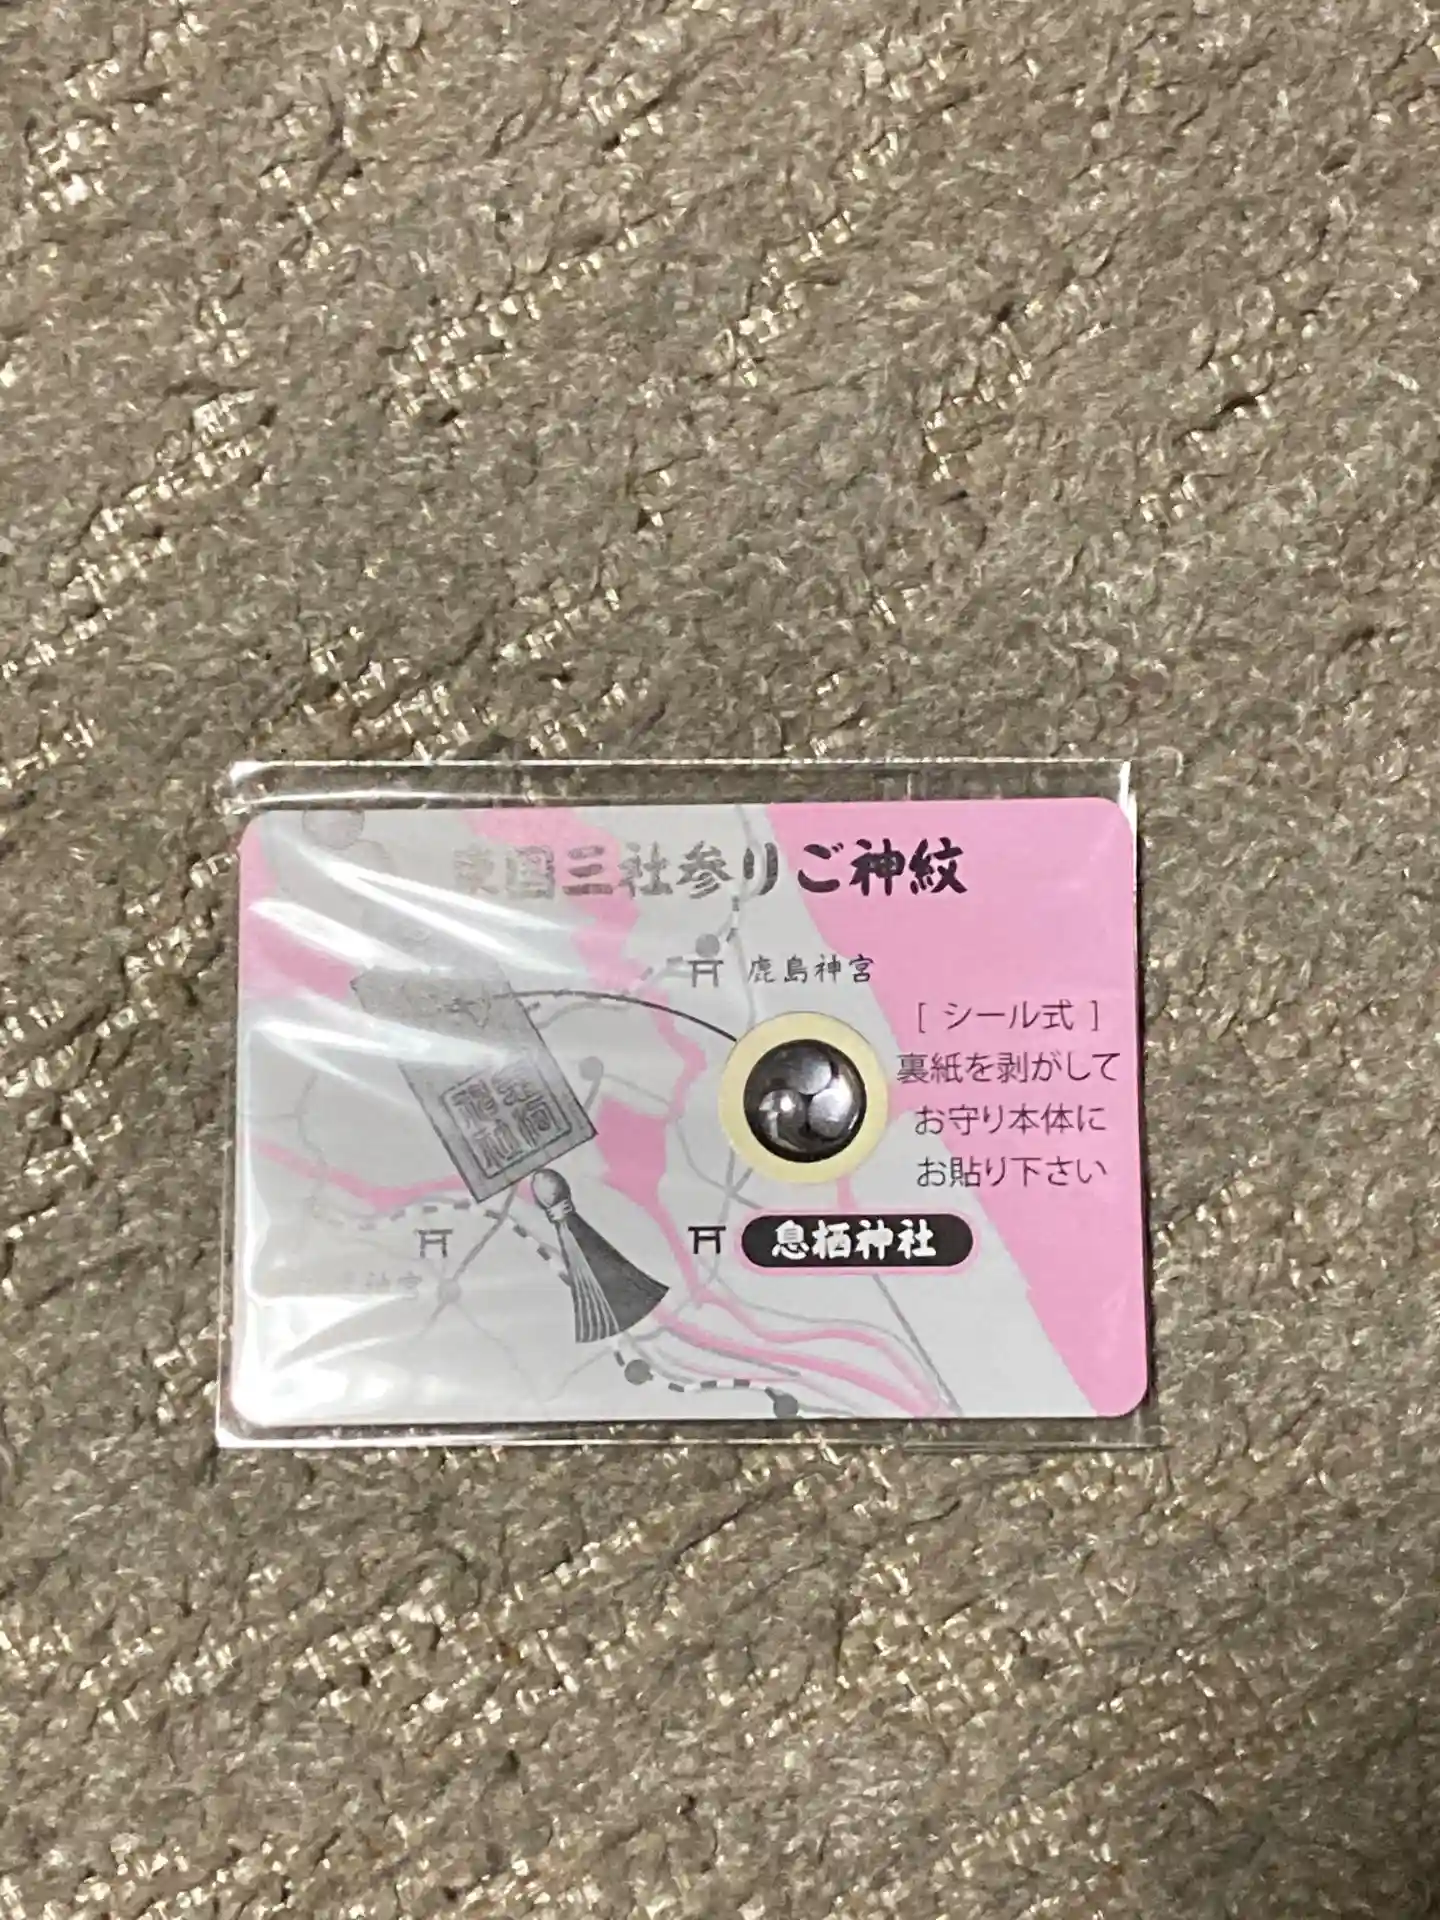 東国三社参りご神紋
鹿島神宮
[ シール式 ]
裏紙を剥がして
お守り本体に
お貼り下さい
息栖神社
神宮